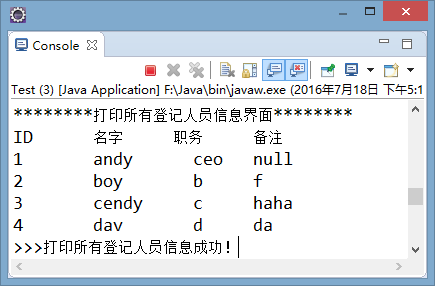 Console
Test (3) [Java Application] F:\Java\bin\javaw.exe (2016年7月18日 下午5:1
********打印所有登记人员信息界面********
ID 名字 职务 备注
1 andy ceo null
2 boy b f
3 cendy c haha
4 dav d da
>>>打印所有登记人员信息成功!